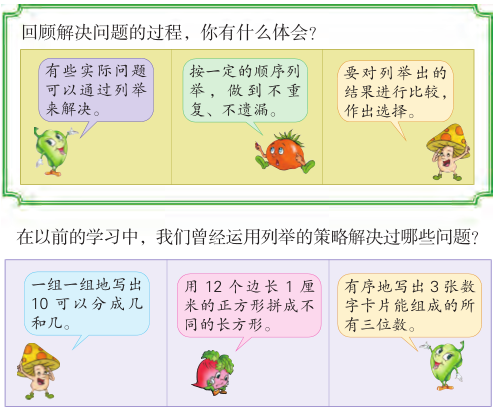 回顾解决问题的过程，你有什么体会？
有些实际问题
可以通过列举
来解决。
按一定的顺序列
举，做到不重
复、不遗漏。
要对列举出的
结果进行比较，
作出选择。
在以前的学习中，我们曾经运用列举的策略解决过哪些问题？
一组一组地写出
10 可以分成几
和几。
用 12 个边长 1 厘
米的正方形拼成不
同的长方形。
有序地写出 3 张数
字卡片能组成的所
有三位数。